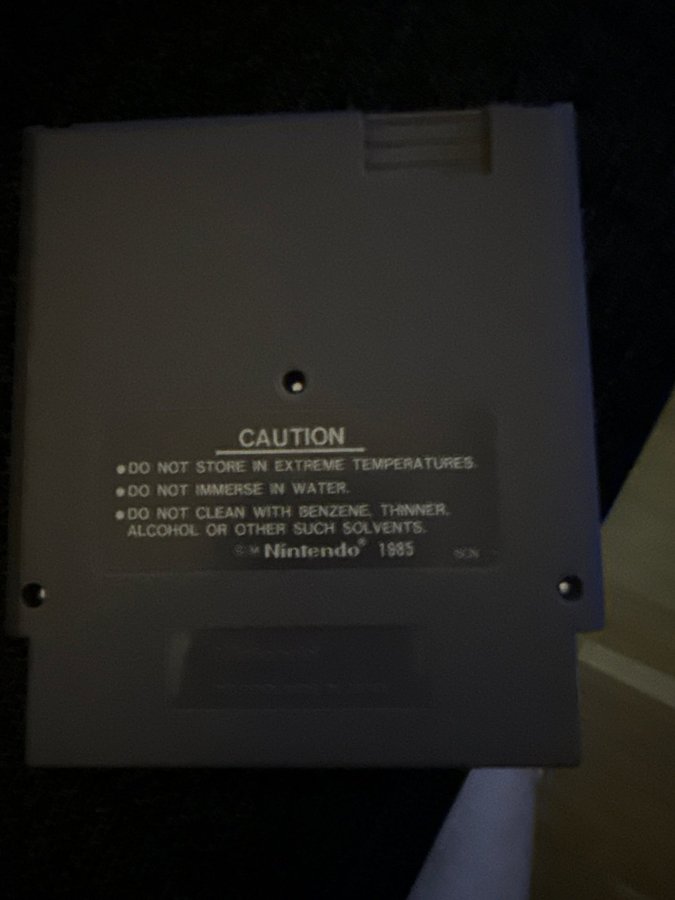 CAUTION
●DO NOT STORE IN EXTREME TEMPERATURES.
●DO NOT IMMERSE IN WATER.
●DO NOT CLEAN WITH BENZENE, THINNER,
ALCOHOL OR OTHER SUCH SOLVENTS.
©™ Nintendo® 1985